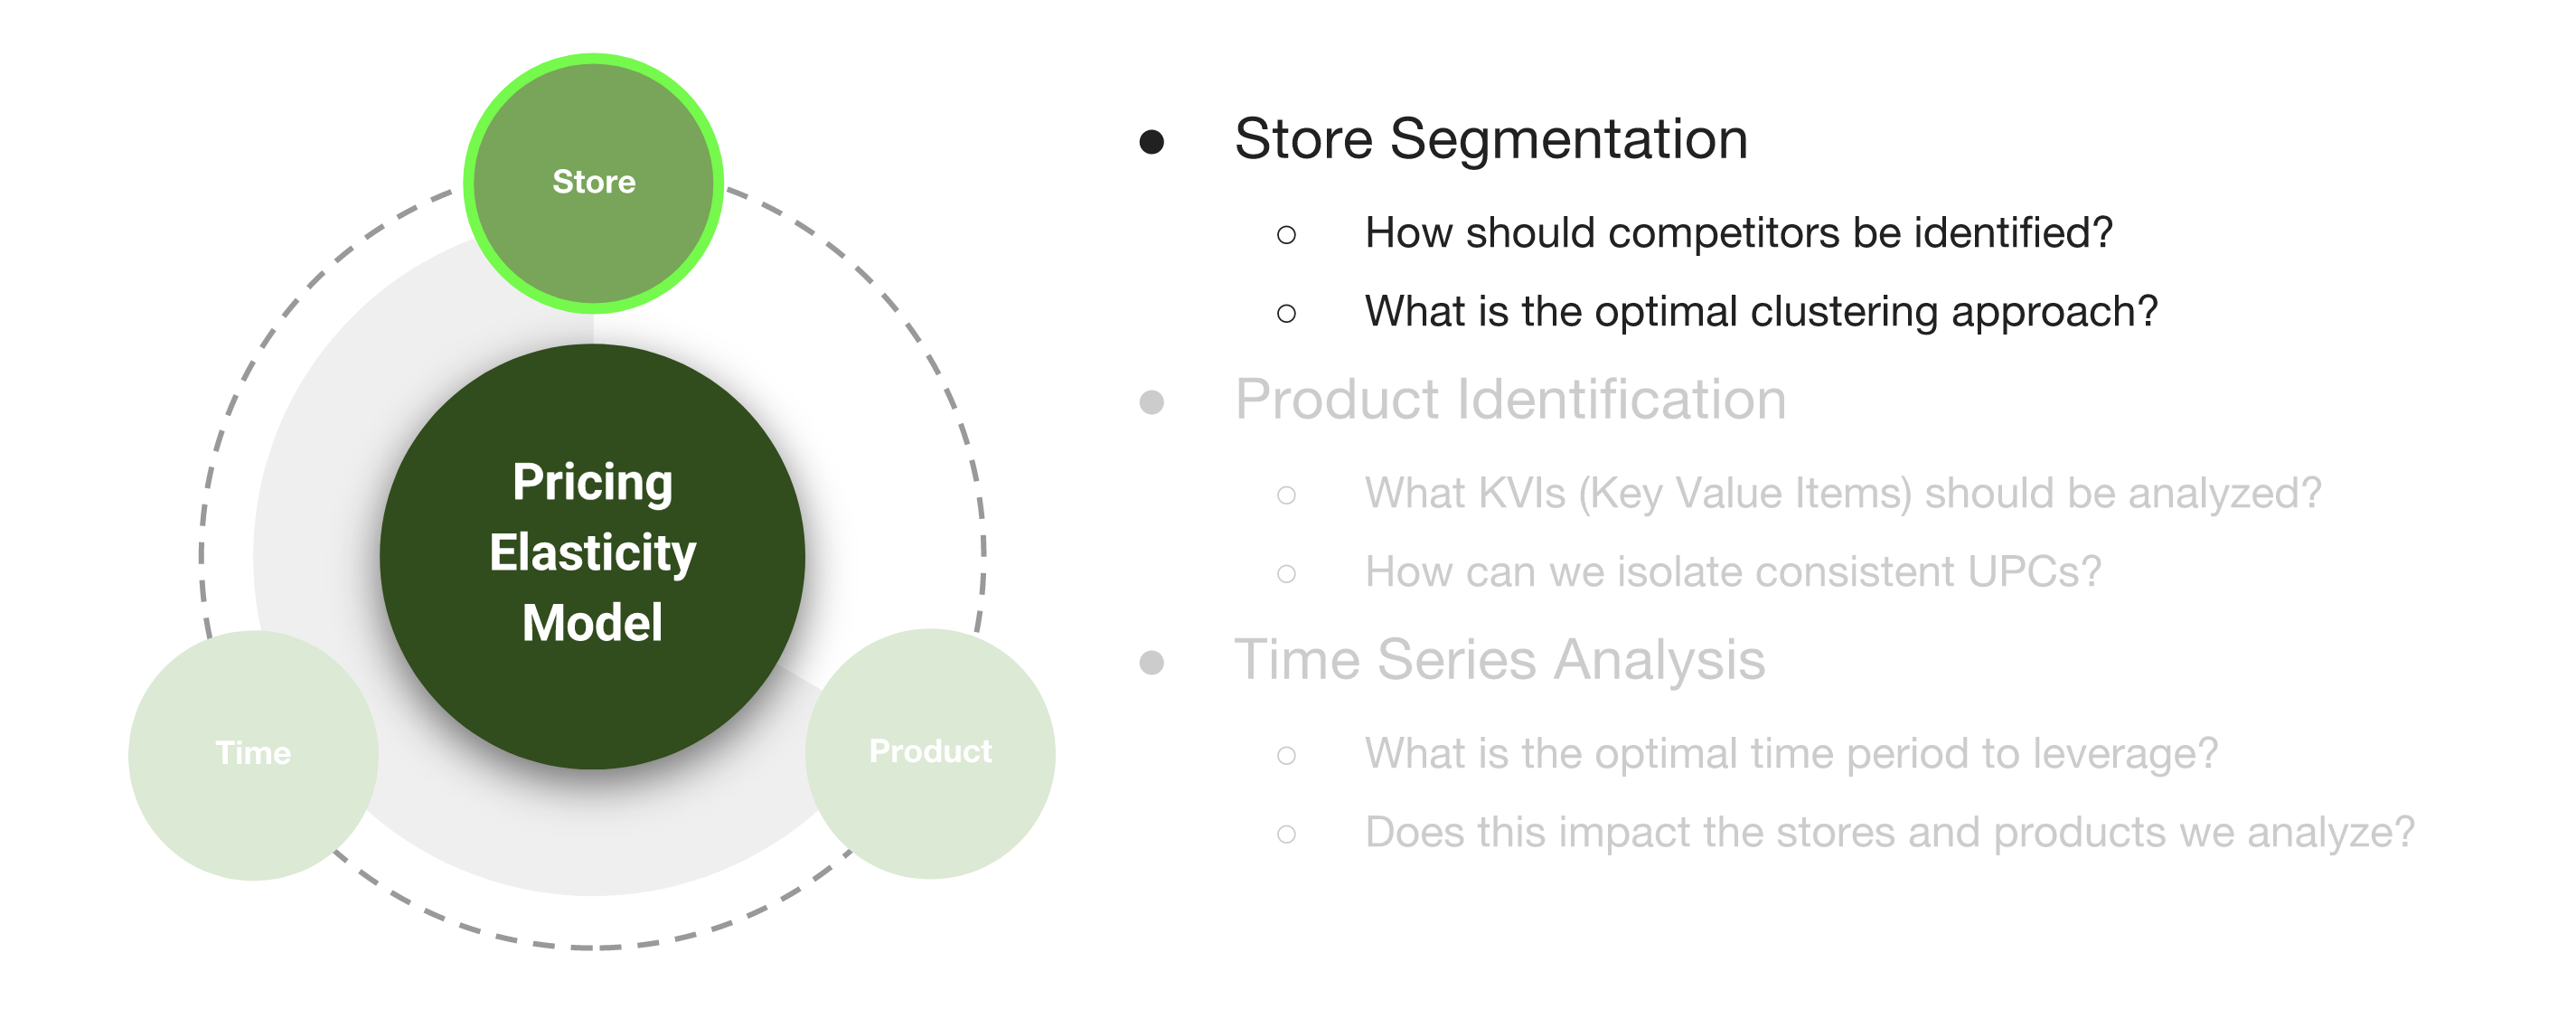 Store
Pricing
Elasticity
Model
Time
Product
● Store Segmentation
○ How should competitors be identified?
○ What is the optimal clustering approach?
● Product Identification
○ What KVIs (Key Value Items) should be analyzed?
○ How can we isolate consistent UPCs?
● Time Series Analysis
○ What is the optimal time period to leverage?
○ Does this impact the stores and products we analyze?